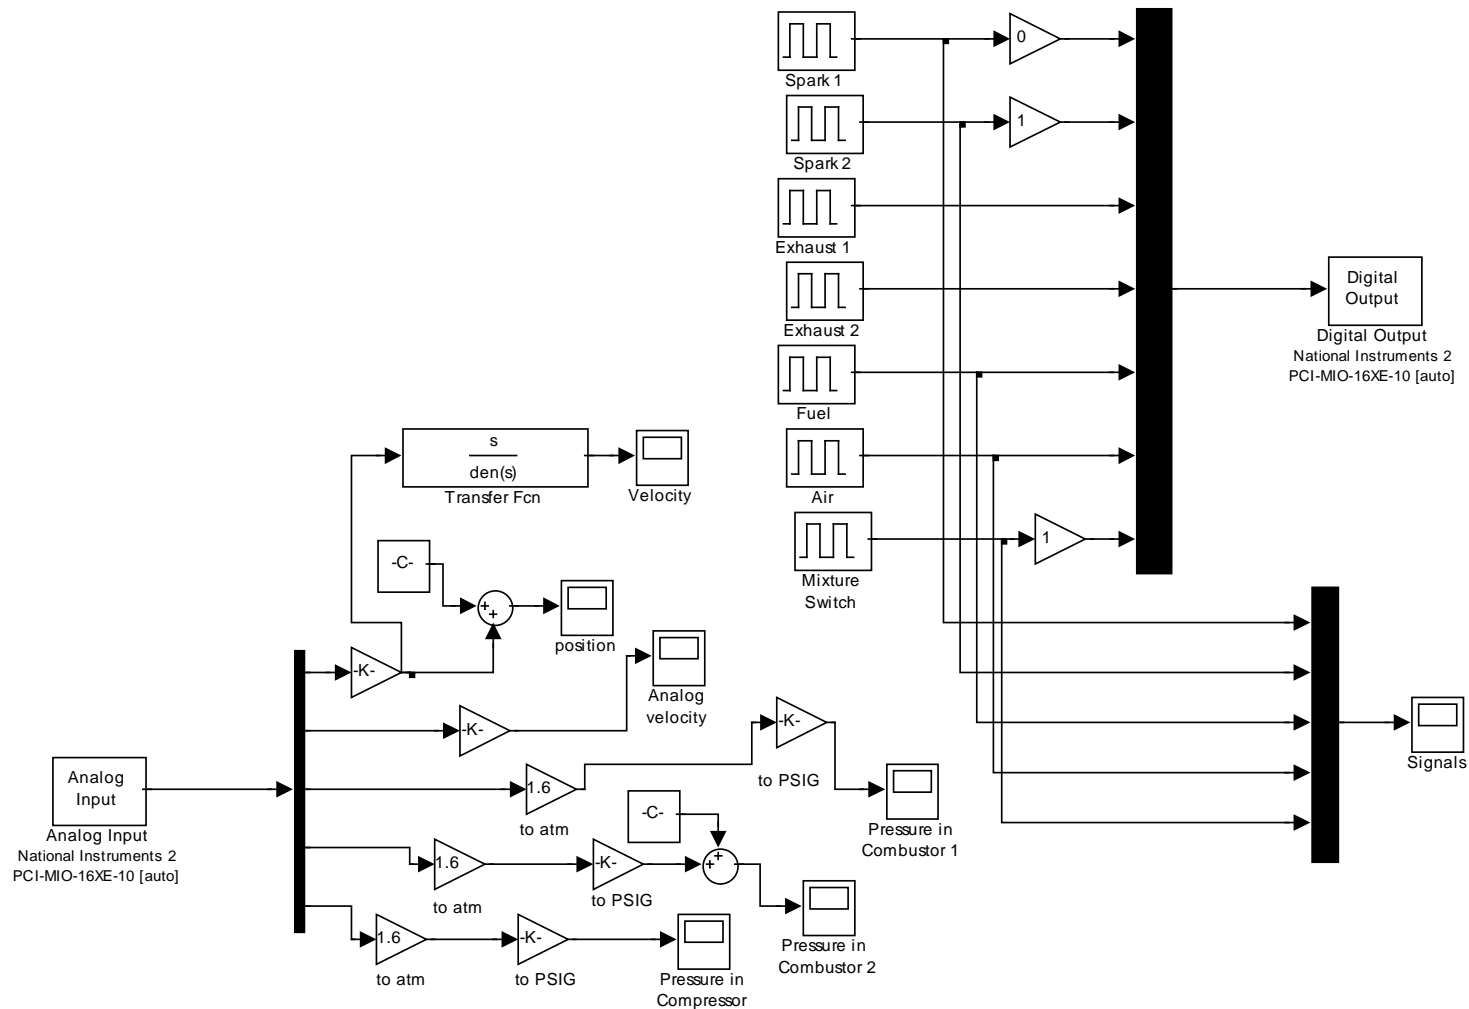 0
Spark 1
1
Spark 2
Exhaust 1
Exhaust 2
Digital
Output
Digital Output
National Instruments 2
PCI-MIO-16XE-10 [auto]
Fuel
Air
1
Mixture
Switch
s
den(s)
Transfer Fcn
Velocity
-C-
position
-K-
Analog
velocity
-K-
-K-
to PSIG
Analog
Input
Analog Input
National Instruments 2
PCI-MIO-16XE-10 [auto]
1.6
to atm
Pressure in
Combustor 1
-C-
1.6
to atm
-K-
to PSIG
Pressure in
Combustor 2
1.6
to atm
-K-
to PSIG
Pressure in
Compressor
Signals